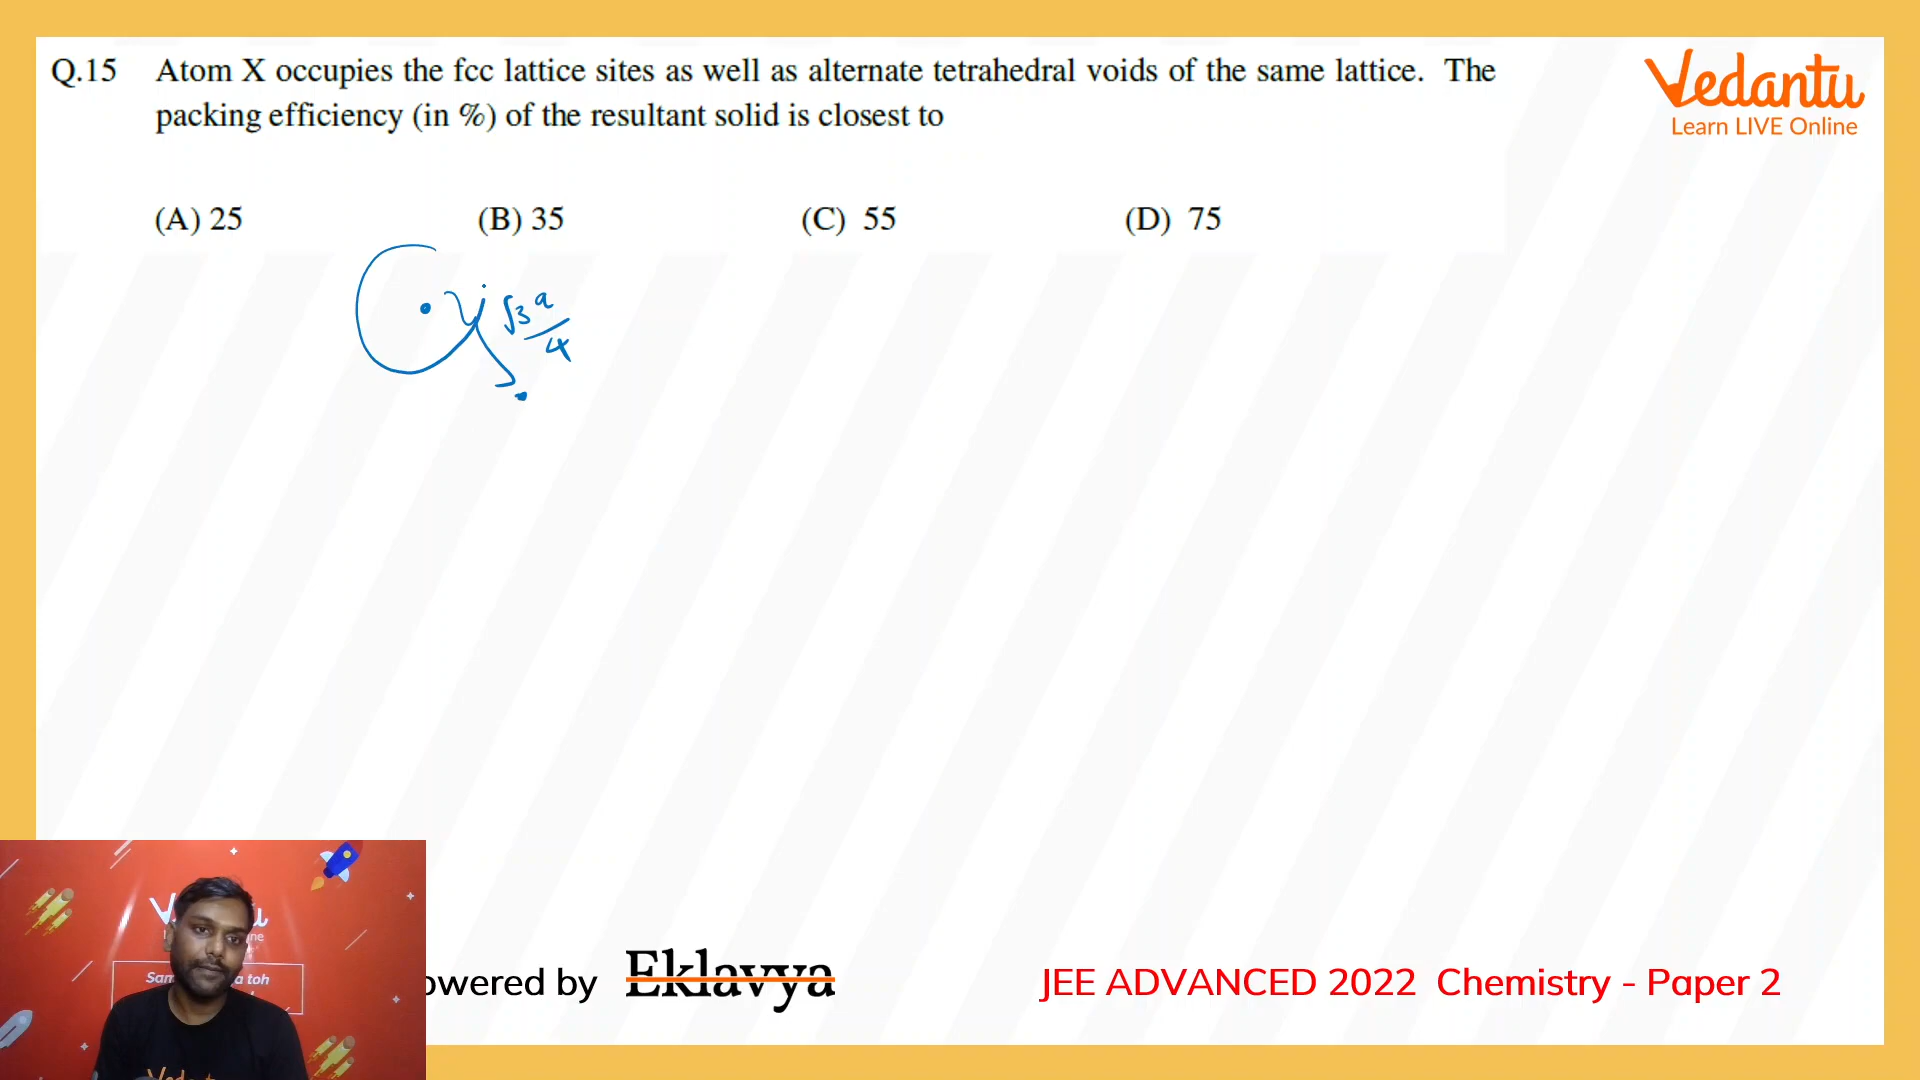 Q.15 Atom X occupies the fcc lattice sites as well as alternate tetrahedral voids of the same lattice. The
packing efficiency (in %) of the resultant solid is closest to
(A) 25 (B) 35 (C) 55 (D) 75
√3 a
4
Vedantu
Learn LIVE Online
owered by Eklavya
JEE ADVANCED 2022 Chemistry - Paper 2